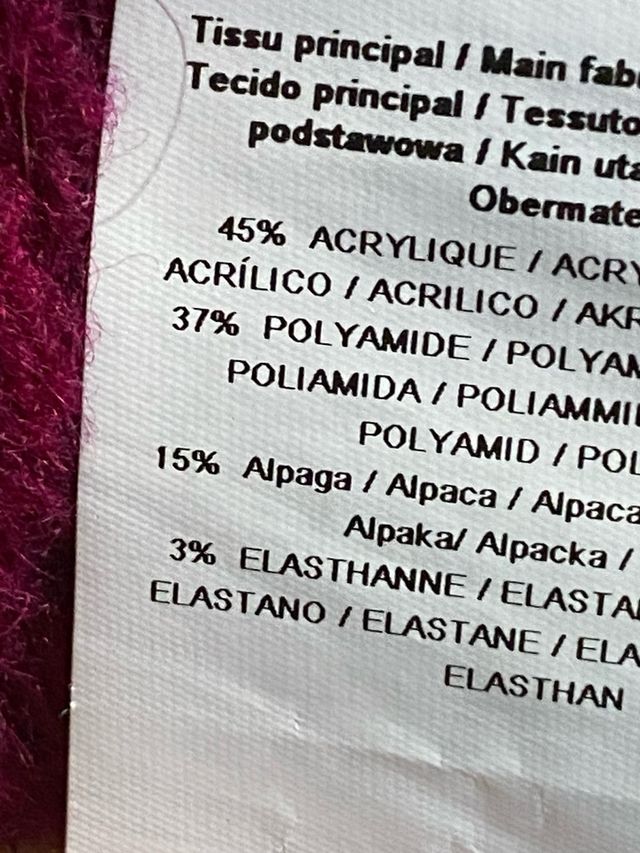 Tissu principal / Main fab
Tecido principal / Tessuto
podstawowa / Kain uta
Obermate
45% ACRYLIQUE / ACRY
ACRÍLICO / ACRILICO / AKR
37% POLYAMIDE / POLYAM
POLIAMIDA / POLIAMMI
POLYAMID / POL
15% Alpaga / Alpaca / Alpaca
Alpaka/ Alpacka /
3% ELASTHANNE / ELASTA
ELASTANO / ELASTANE / ELA
ELASTHAN